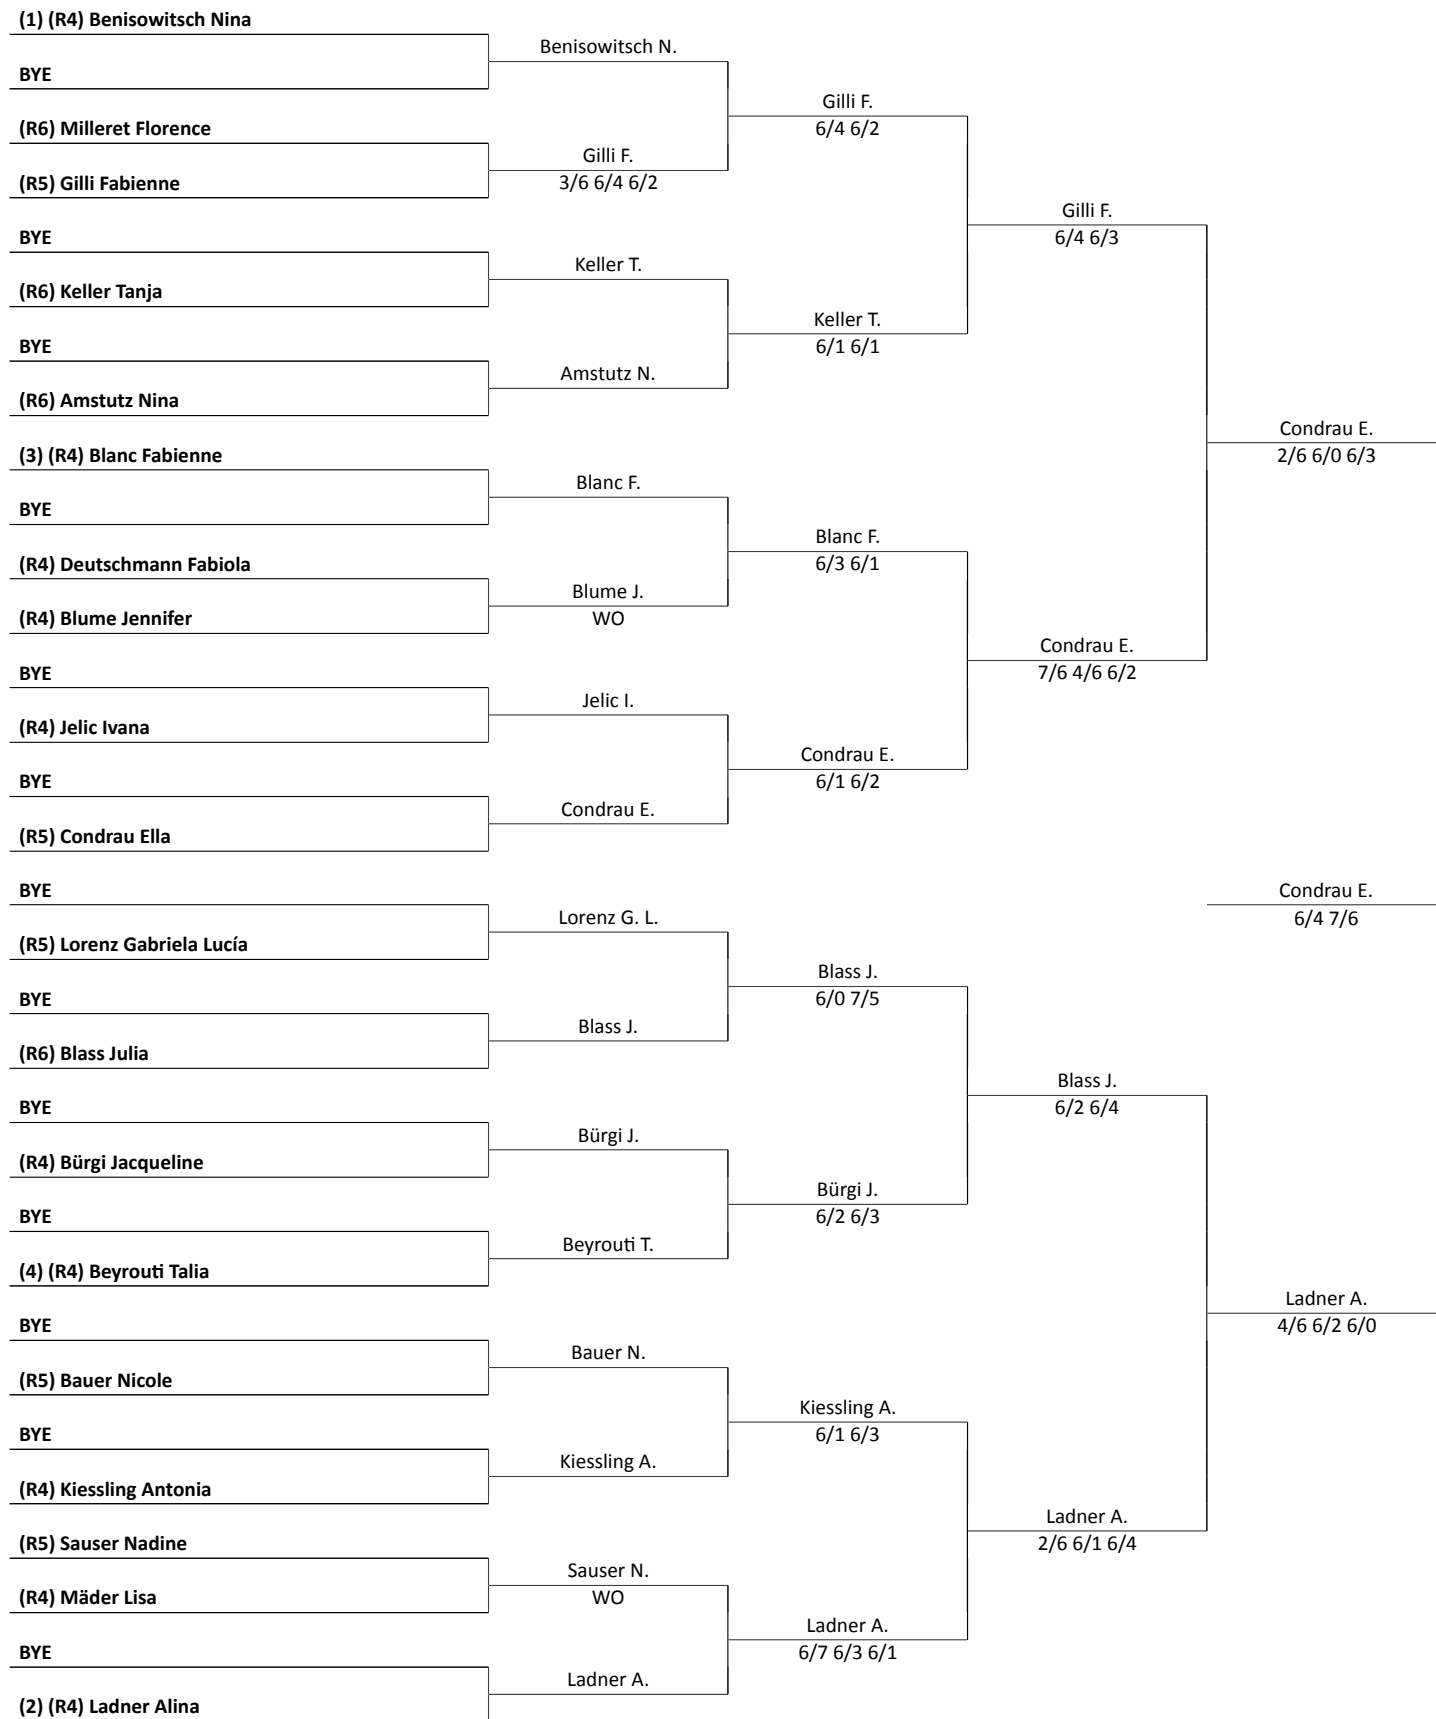 (1) (R4) Benisowitsch Nina
Benisowitsch N.
BYE
Gilli F.
6/4 6/2
(R6) Milleret Florence
Gilli F.
3/6 6/4 6/2
(R5) Gilli Fabienne
Gilli F.
6/4 6/3
BYE
Keller T.
(R6) Keller Tanja
Keller T.
6/1 6/1
BYE
Amstutz N.
(R6) Amstutz Nina
Condrau E.
2/6 6/0 6/3
(3) (R4) Blanc Fabienne
Blanc F.
BYE
Blanc F.
6/3 6/1
(R4) Deutschmann Fabiola
Blume J.
WO
(R4) Blume Jennifer
Condrau E.
7/6 4/6 6/2
BYE
Jelic I.
(R4) Jelic Ivana
Condrau E.
6/1 6/2
BYE
Condrau E.
(R5) Condrau Ella
BYE
Condrau E.
6/4 7/6
Lorenz G. L.
(R5) Lorenz Gabriela Lucía
Blass J.
6/0 7/5
BYE
Blass J.
(R6) Blass Julia
Blass J.
6/2 6/4
BYE
Bürgi J.
(R4) Bürgi Jacqueline
Bürgi J.
6/2 6/3
BYE
Beyrouti T.
(4) (R4) Beyrouti Talia
Ladner A.
4/6 6/2 6/0
BYE
Bauer N.
(R5) Bauer Nicole
Kiessling A.
6/1 6/3
BYE
Kiessling A.
(R4) Kiessling Antonia
Ladner A.
2/6 6/1 6/4
(R5) Sauser Nadine
Sauser N.
WO
(R4) Mäder Lisa
Ladner A.
6/7 6/3 6/1
BYE
Ladner A.
(2) (R4) Ladner Alina